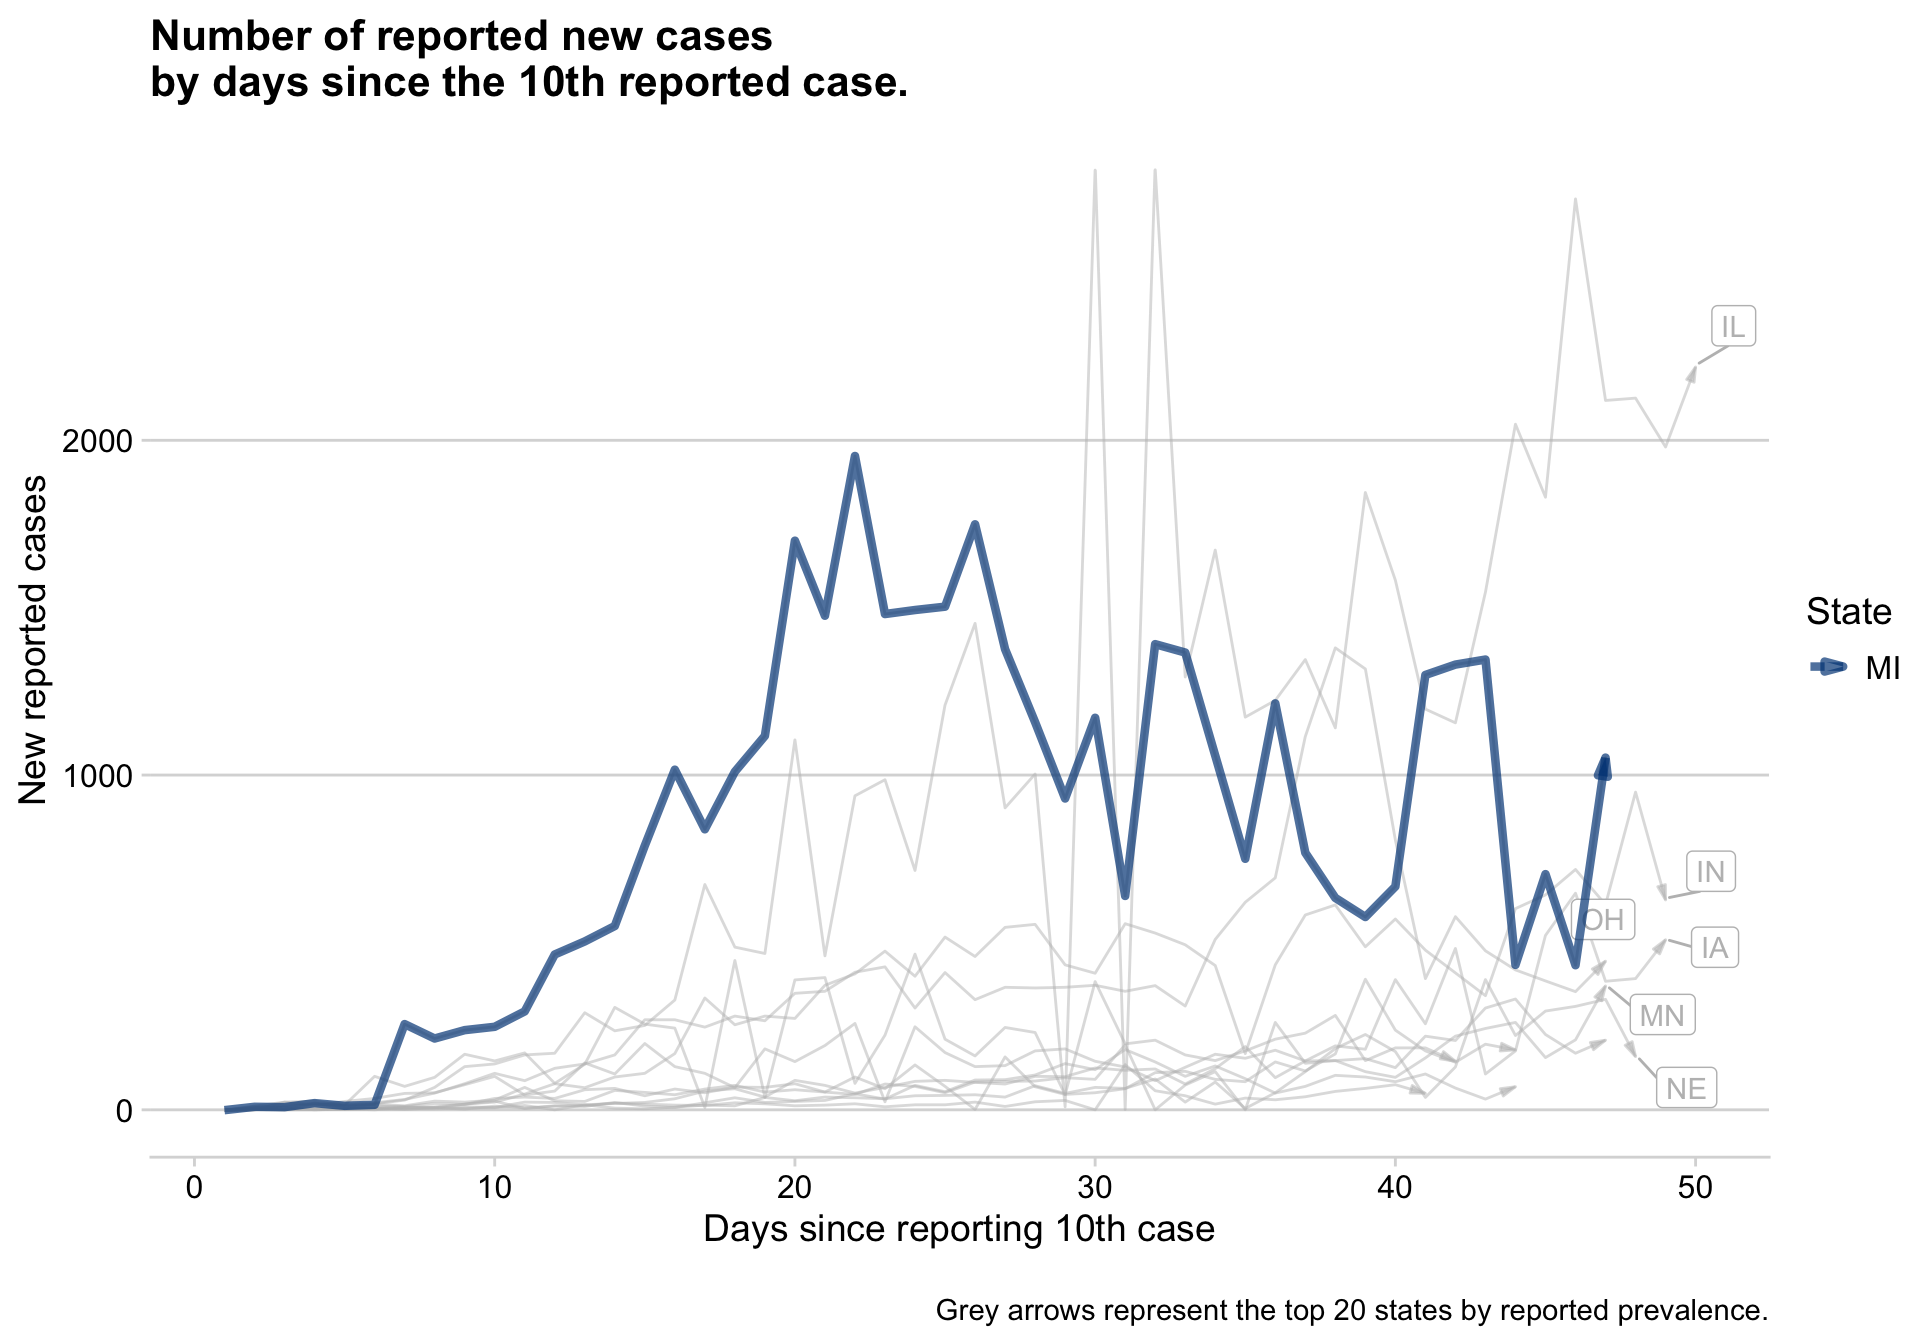 Number of reported new cases
by days since the 10th reported case.
IL
2000
New reported cases
State
MI
1000
IN
OH
IA
MN
NE
0
0 10 20 30 40 50
Days since reporting 10th case
Grey arrows represent the top 20 states by reported prevalence.